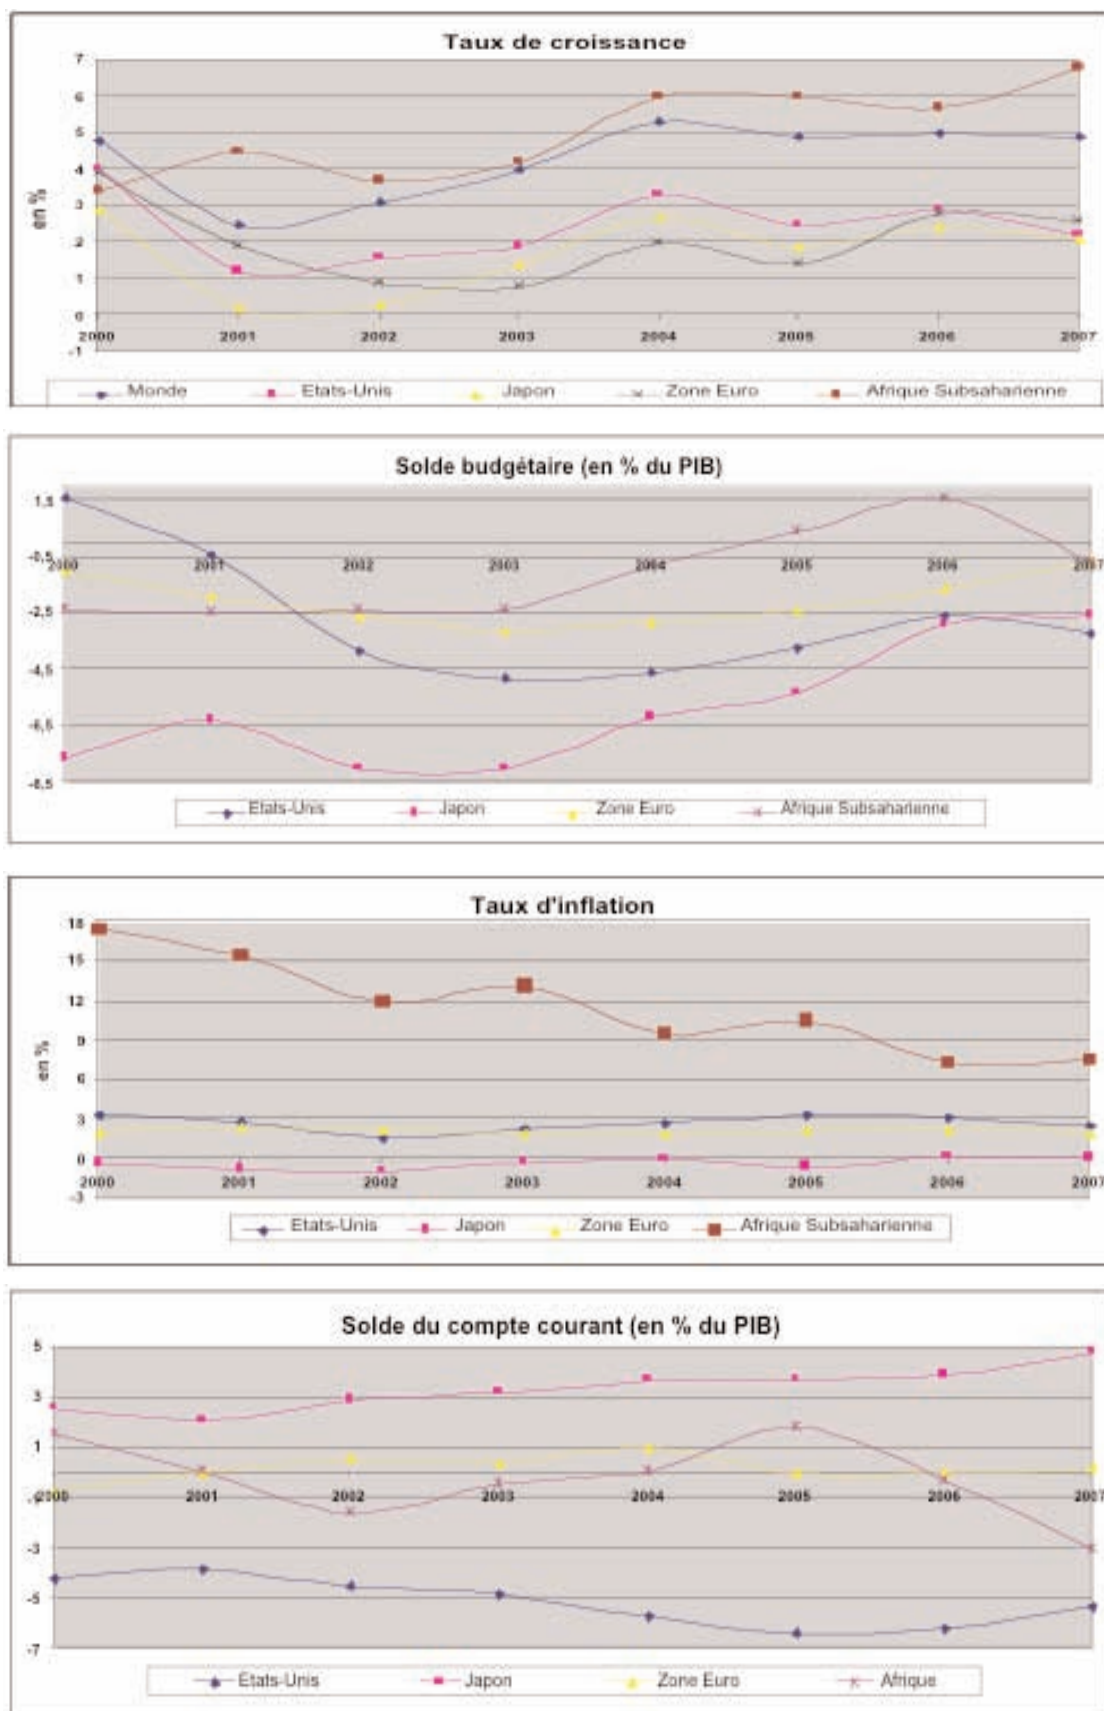 Taux de croissance
7
6
5
4
3
2
1
0
-1
en %
2000 2001 2002 2003 2004 2005 2006 2007
Monde Etats-Unis Japon Zone Euro Afrique Subsaharienne
Solde budgétaire (en % du PIB)
1,5
-0,5
-2,5
-4,5
-6,5
-8,5
2000 2001 2002 2003 2004 2005 2006 2007
Etats-Unis Japon Zone Euro Afrique Subsaharienne
Taux d'inflation
18
15
12
9
6
3
0
-3
en %
2000 2001 2002 2003 2004 2005 2006 2007
Etats-Unis Japon Zone Euro Afrique Subsaharienne
Solde du compte courant (en % du PIB)
5
3
1
-3
-5
-7
2000 2001 2002 2003 2004 2005 2006 2007
Etats-Unis Japon Zone Euro Afrique